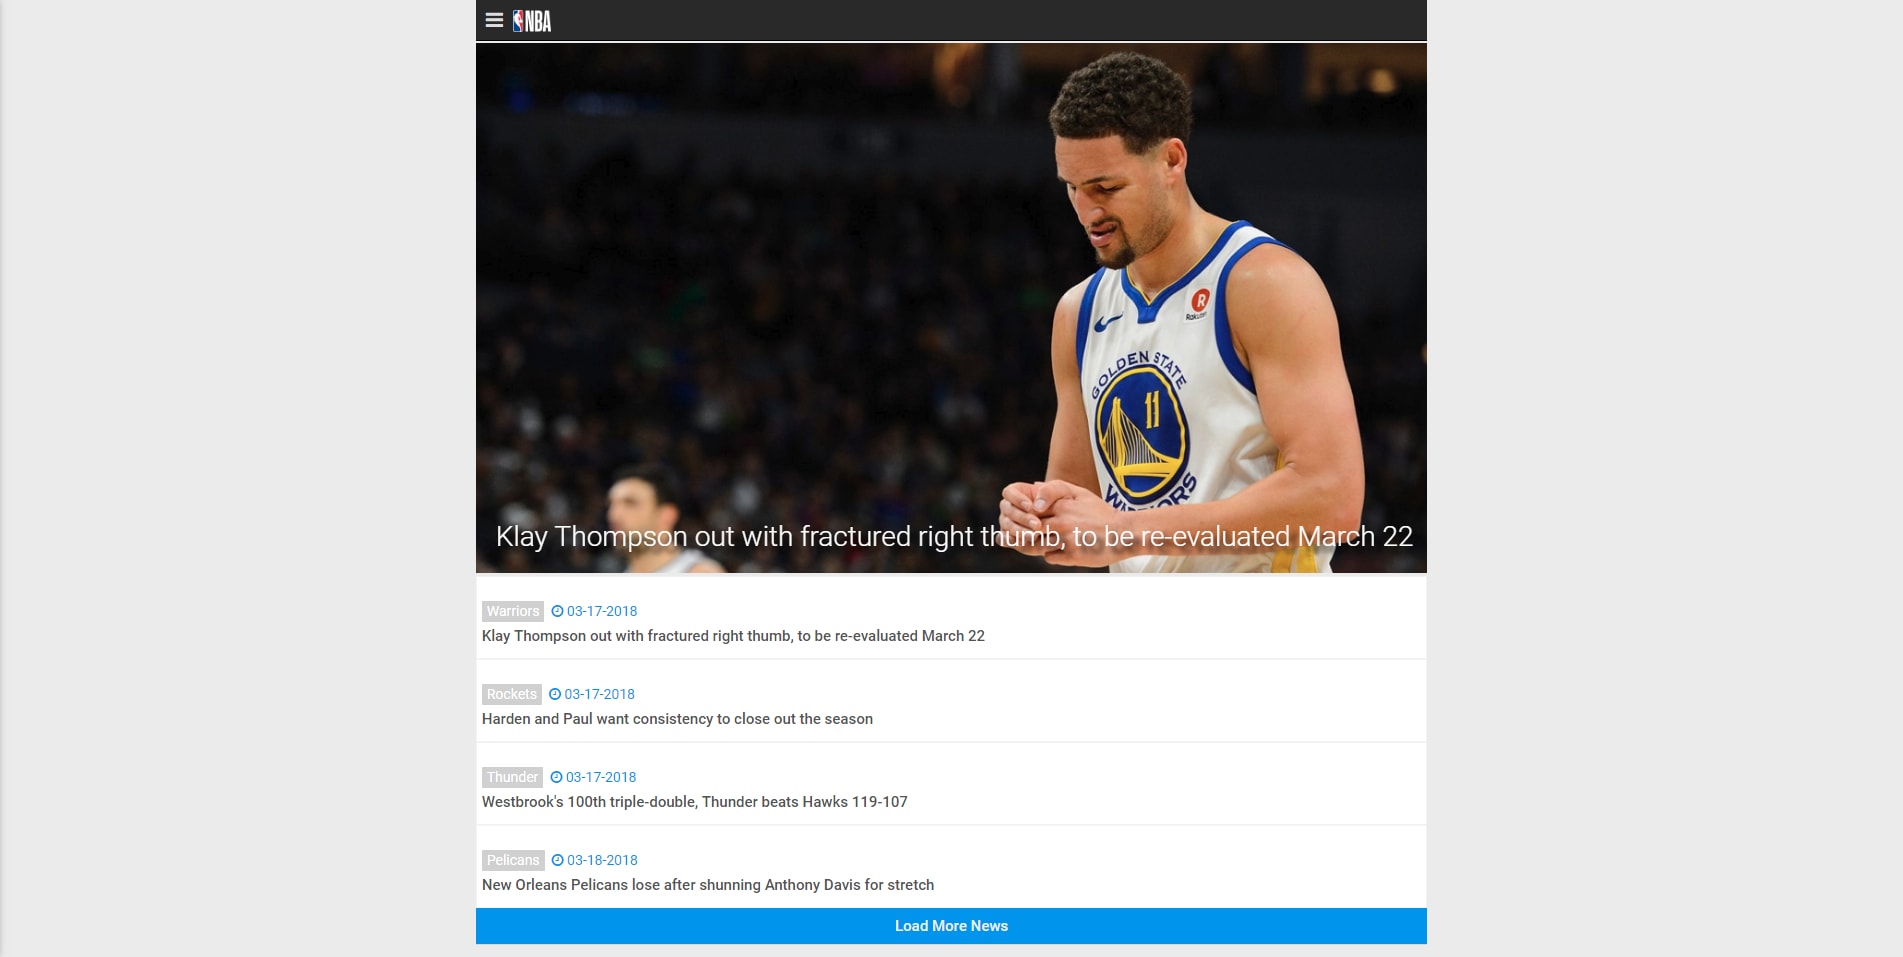 NBA
R
Rakuten
GOLDEN STATE
11
WARRIORS
Klay Thompson out with fractured right thumb, to be re-evaluated March 22
Warriors 03-17-2018
Klay Thompson out with fractured right thumb, to be re-evaluated March 22
Rockets 03-17-2018
Harden and Paul want consistency to close out the season
Thunder 03-17-2018
Westbrook's 100th triple-double, Thunder beats Hawks 119-107
Pelicans 03-18-2018
New Orleans Pelicans lose after shunning Anthony Davis for stretch
Load More News